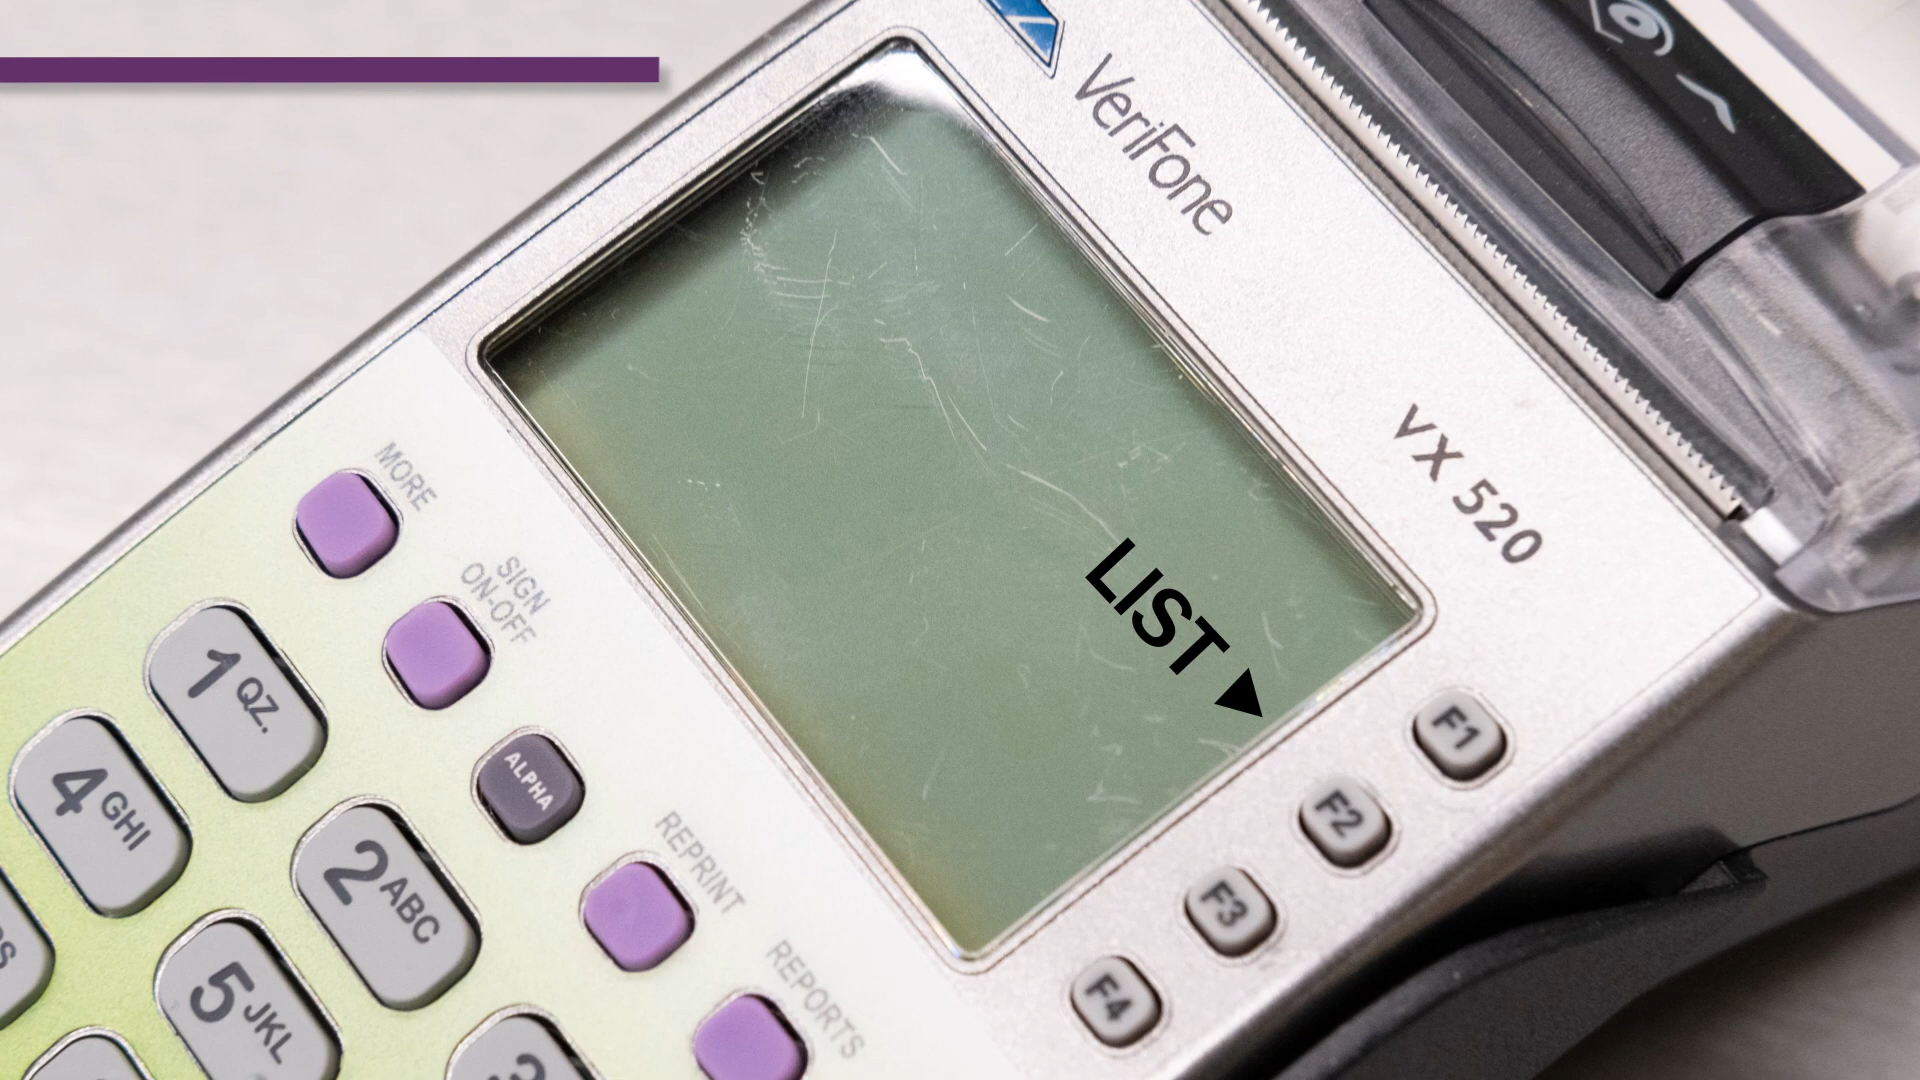 VeriFone
VX 520
LIST
F1
F2
F3
F4
MORE
SIGN
ON-OFF
ALPHA
REPRINT
REPORTS
1 QZ.
2 ABC
3
4 GHI
5 JKL